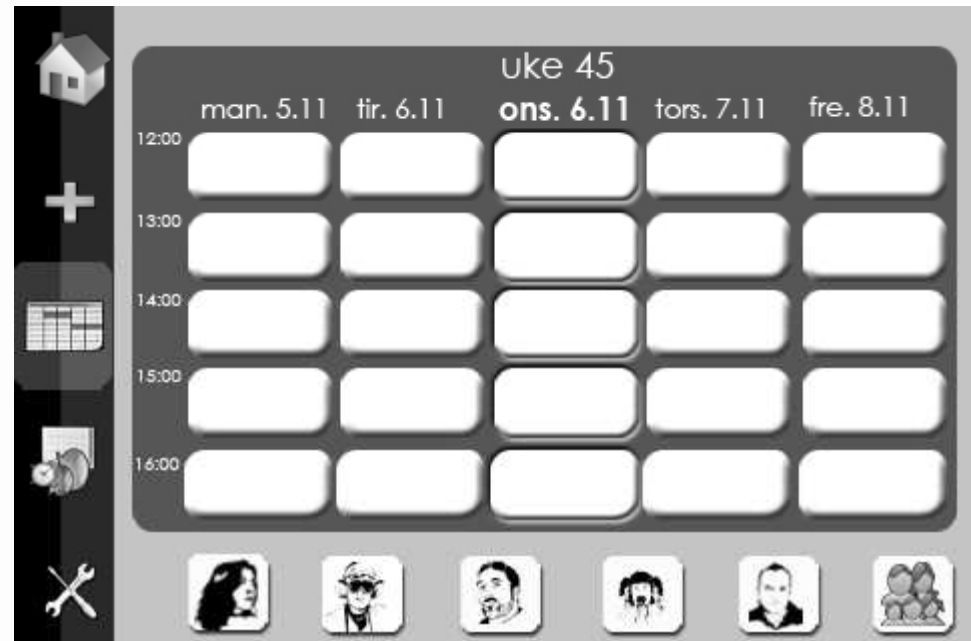 uke 45
man. 5.11 tir. 6.11 ons. 6.11 tors. 7.11 fre. 8.11
12:00
13:00
14:00
15:00
16:00